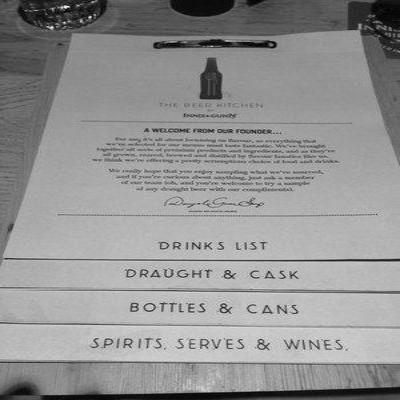 THE BEER KITCHEN
BY
INNIS & GUNN
A WELCOME FROM OUR FOUNDER...
For us, it's all about focussing on flavour, so everything that
we've selected for our menus must taste fantastic. We've brought
together all sorts of premium products and ingredients, and as they're
all grown, reared, brewed and distilled by flavour fanatics like us,
we think we're offering a pretty scrumptious choice of food and drinks.
We really hope that you enjoy sampling what we've sourced,
and if you're curious about anything, just ask a member
of our team
and you're welcome to try a sample
of any draught beer with our compliments!
DRINKS LIST
DRAUGHT & CASK
BOTTLES & CANS
SPIRITS, SERVES & WINES.